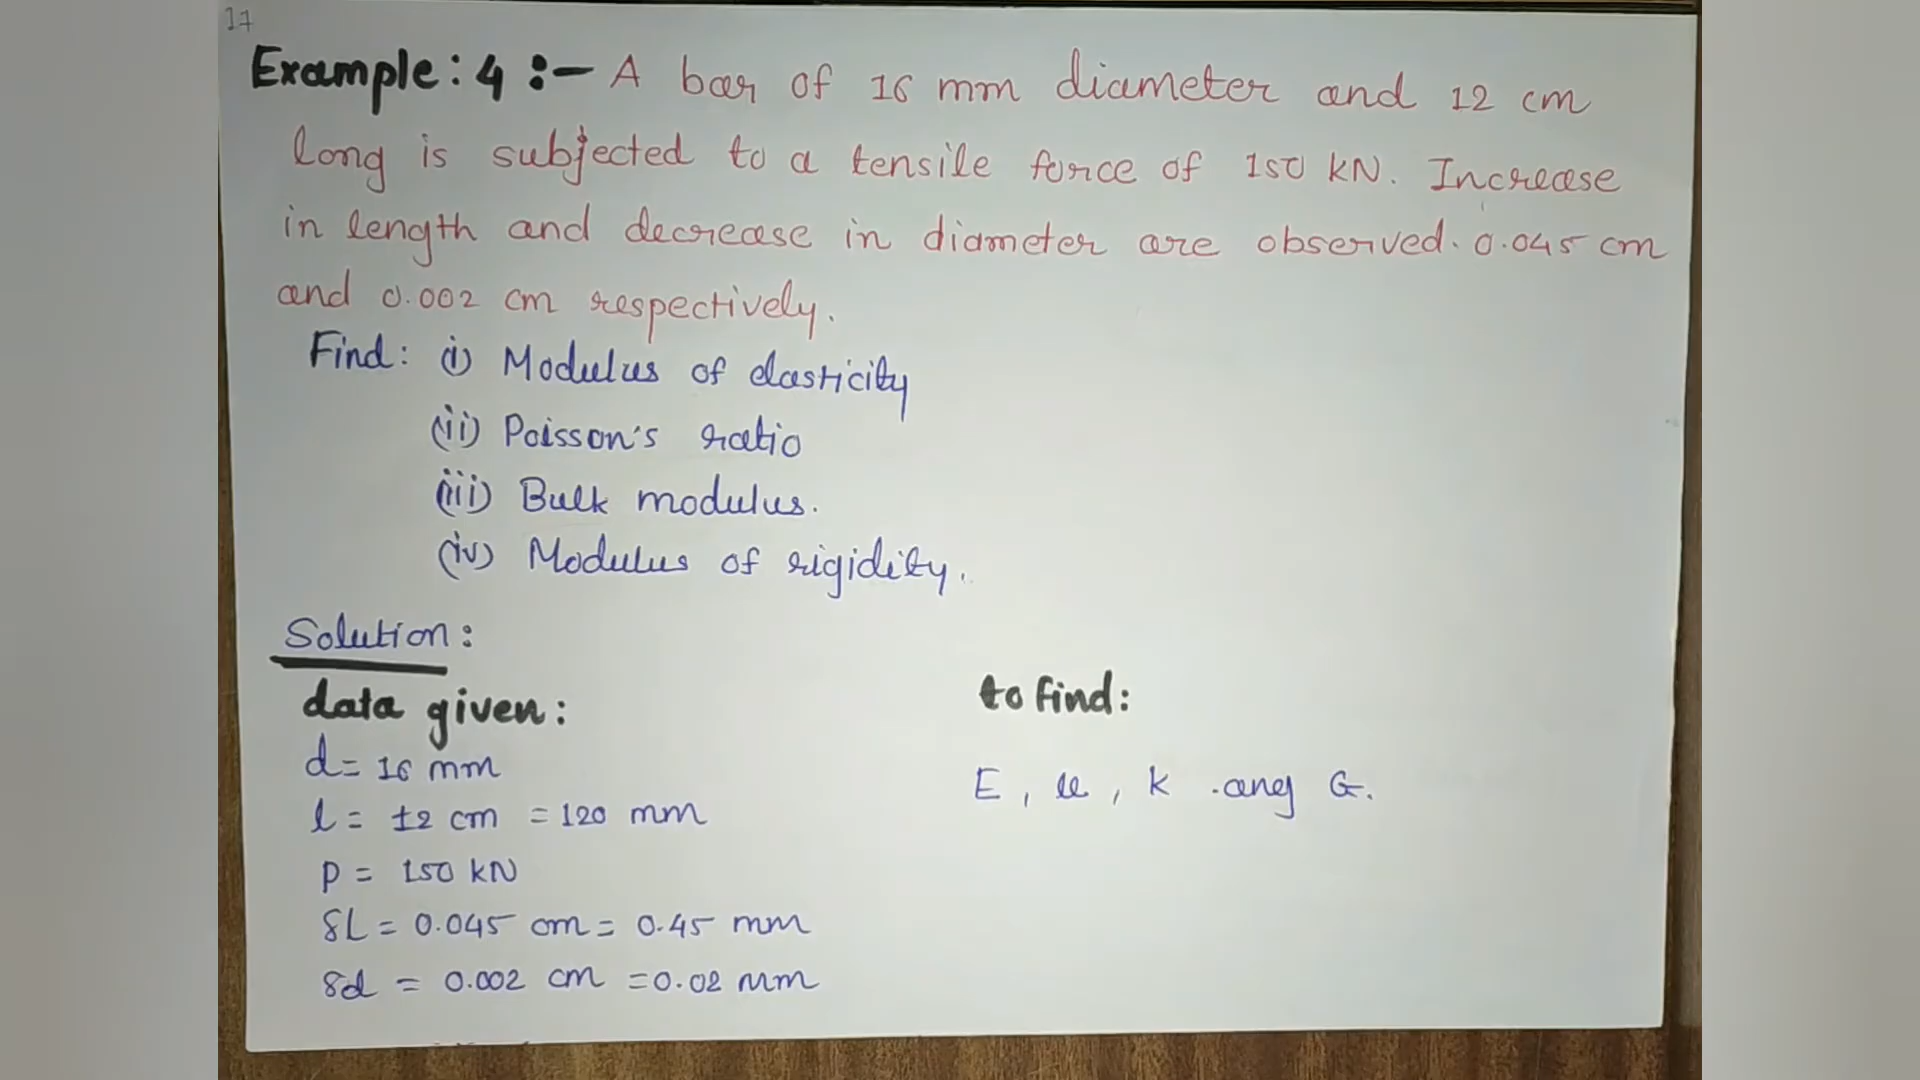 17
Example: 4 :- A bar of 16 mm diameter and 12 cm
long is subjected to a tensile force of 150 kN. Increase
in length and decrease in diameter are observed. 0.045 cm
and 0.002 cm respectively.
Find: (i) Modulus of elasticity
(ii) Poisson's ratio
(iii) Bulk modulus.
(iv) Modulus of rigidity.
Solution:
data given:
d= 16 mm
l = 12 cm = 120 mm
P = 150 kN
δL = 0.045 cm = 0.45 mm
δd = 0.002 cm = 0.02 mm
to find:
E, μ, k and G.